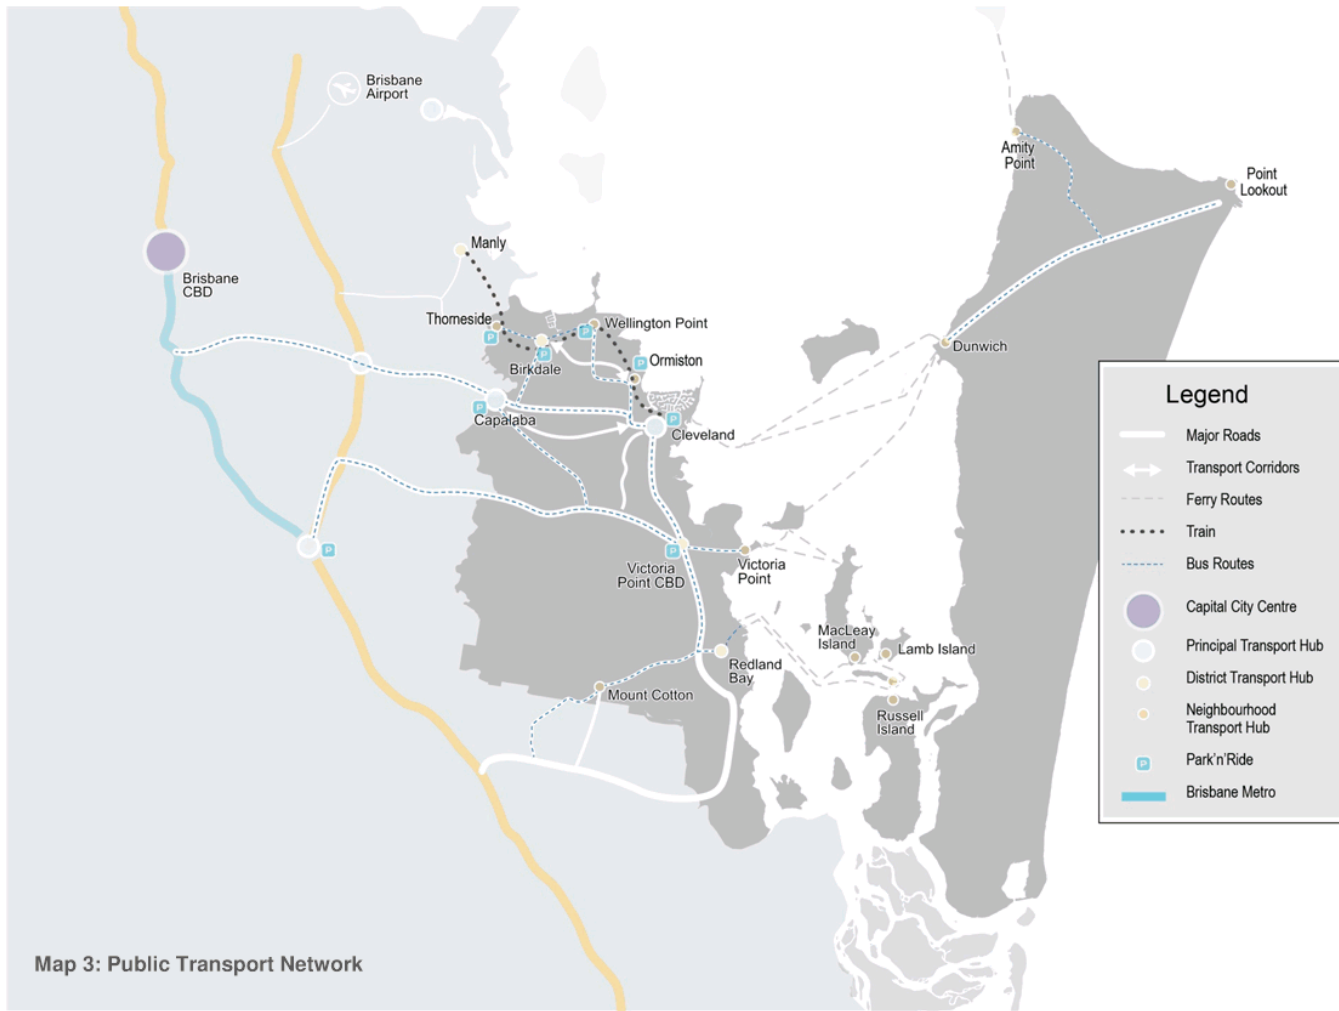 Brisbane
Airport
Amity
Point
Point
Lookout
Manly
Brisbane
CBD
Thorneside
Wellington Point
Dunwich
Birkdale
Ormiston
Capalaba
Cleveland
Victoria
Point CBD
Victoria
Point
MacLeay
Island
Lamb Island
Redland
Bay
Mount Cotton
Russell
Island
P
P
P
P
P
P
P
P
Legend
Major Roads
Transport Corridors
Ferry Routes
Train
Bus Routes
Capital City Centre
Principal Transport Hub
District Transport Hub
Neighbourhood
Transport Hub
P
Park'n'Ride
Brisbane Metro
Map 3: Public Transport Network